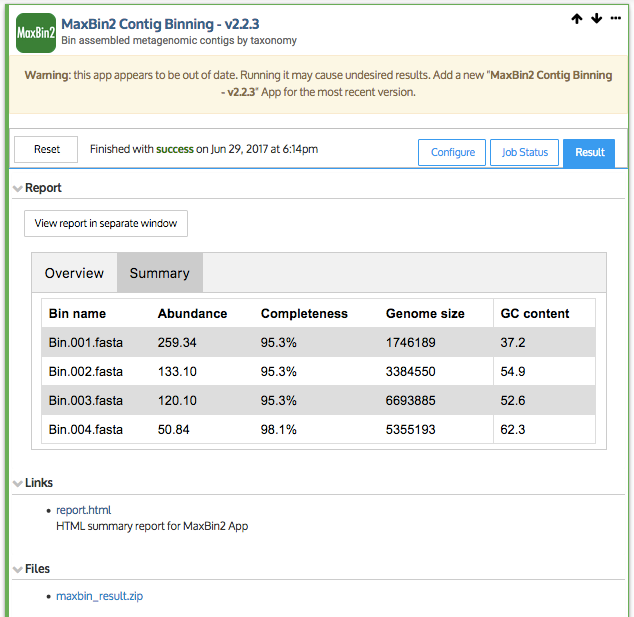 MaxBin2
MaxBin2 Contig Binning - v2.2.3
Bin assembled metagenomic contigs by taxonomy
Warning: this app appears to be out of date. Running it may cause undesired results. Add a new "MaxBin2 Contig Binning
- v2.2.3" App for the most recent version.
Reset
Finished with success on Jun 29, 2017 at 6:14pm
Configure
Job Status
Result
Report
View report in separate window
Overview
Summary
Bin name Abundance Completeness Genome size GC content
Bin.001.fasta 259.34 95.3% 1746189 37.2
Bin.002.fasta 133.10 95.3% 3384550 54.9
Bin.003.fasta 120.10 95.3% 6693885 52.6
Bin.004.fasta 50.84 98.1% 5355193 62.3
Links
• report.html
HTML summary report for MaxBin2 App
Files
• maxbin_result.zip